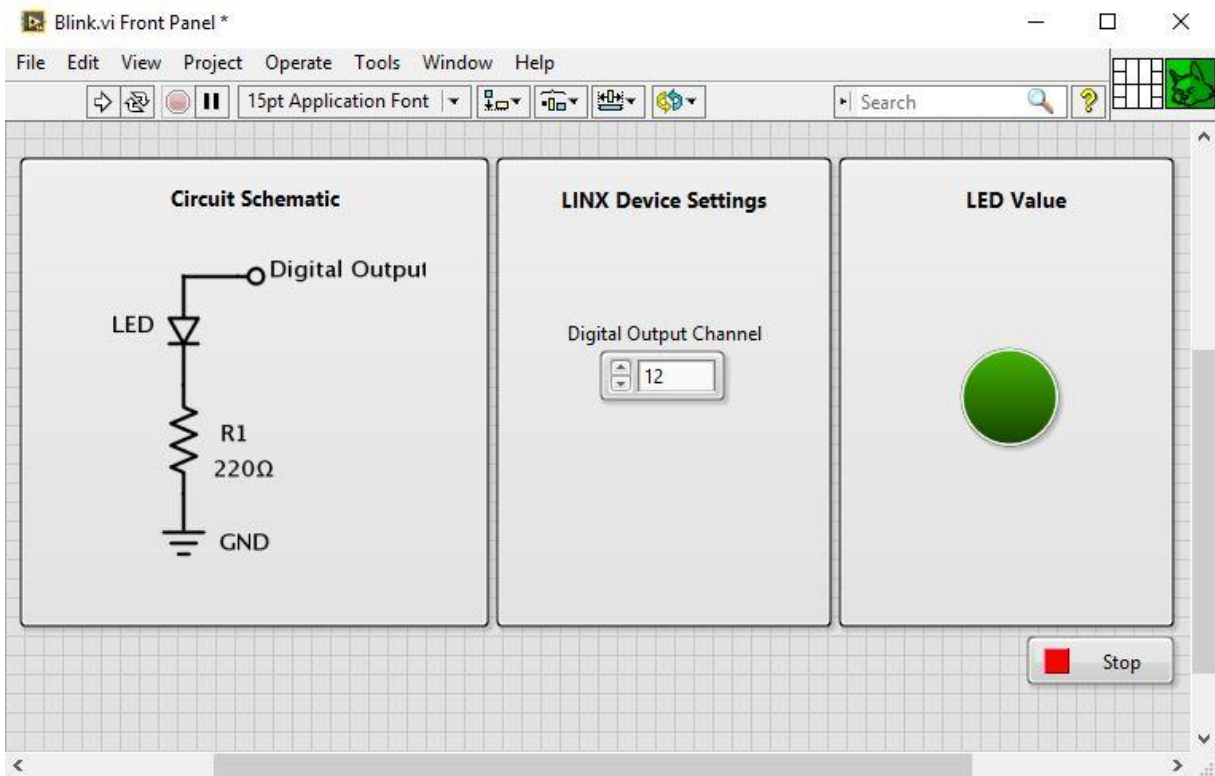 Blink.vi Front Panel *
File Edit View Project Operate Tools Window Help
15pt Application Font
Search
?
Circuit Schematic
LINX Device Settings
LED Value
Digital Output
LED
Digital Output Channel
12
R1
220Ω
GND
Stop